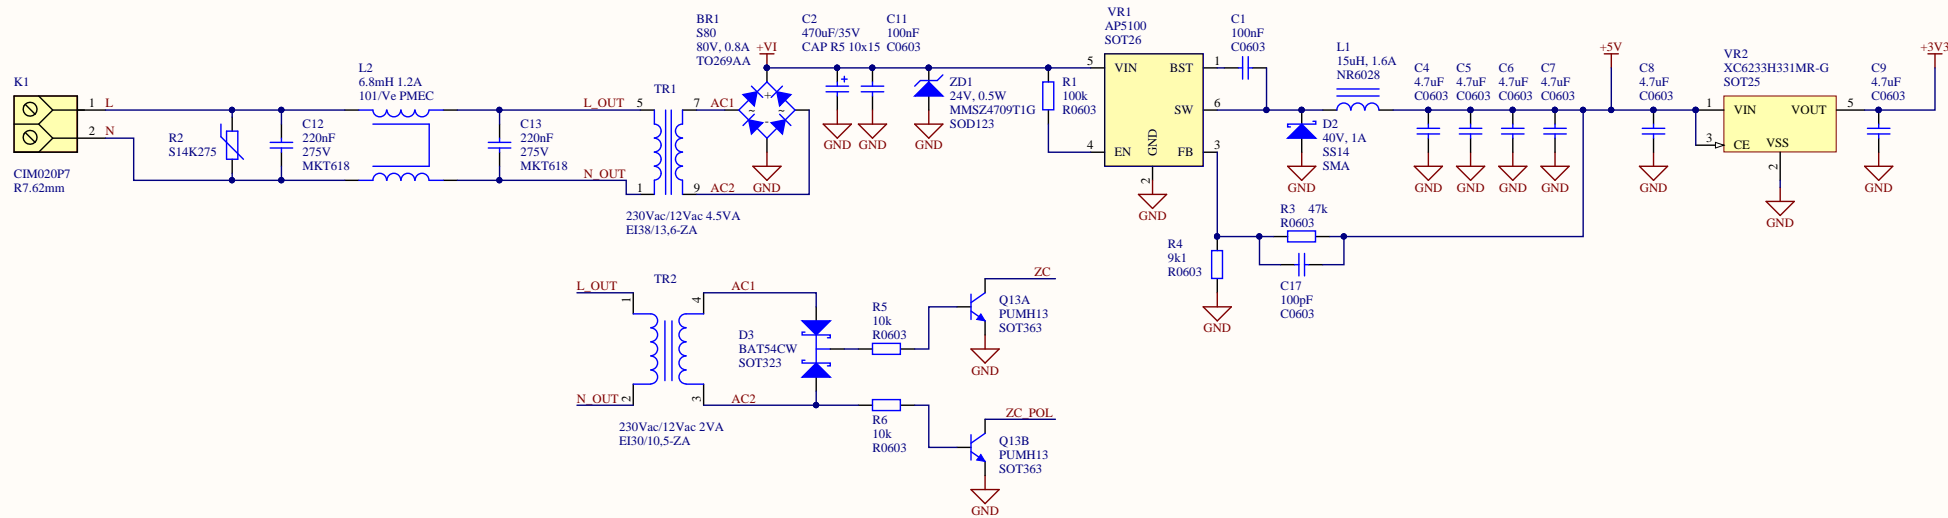 K1
1
L
2
N
CIM020P7
R7.62mm
R2
S14K275
C12
220nF
275V
MKT618
L2
6.8mH 1.2A
101/Ve PMEC
C13
220nF
275V
MKT618
L_OUT
N_OUT
5
1
TR1
7
9
230Vac/12Vac 4.5VA
EI38/13,6-ZA
AC1
AC2
BR1
S80
80V, 0.8A
TO269AA
+VI
+
-
~
~
GND
C2
470uF/35V
CAP R5 10x15
+
GND
C11
100nF
C0603
GND
ZD1
24V, 0.5W
MMSZ4709T1G
SOD123
GND
R1
100k
R0603
VR1
AP5100
SOT26
5
VIN
4
EN
GND
2
BST
1
SW
6
FB
3
GND
C1
100nF
C0603
D2
40V, 1A
SS14
SMA
GND
L1
15uH, 1.6A
NR6028
C4
4.7uF
C0603
GND
C5
4.7uF
C0603
GND
C6
4.7uF
C0603
GND
C7
4.7uF
C0603
GND
+5V
C8
4.7uF
C0603
GND
VR2
XC6233H331MR-G
SOT25
1
VIN
3
CE
VSS
2
VOUT
5
GND
C9
4.7uF
C0603
GND
+3V3
R3 47k
R0603
C17
100pF
C0603
R4
9k1
R0603
GND
TR2
L_OUT
N_OUT
1
2
4
3
AC1
AC2
230Vac/12Vac 2VA
EI30/10,5-ZA
D3
BAT54CW
SOT323
R5
10k
R0603
R6
10k
R0603
ZC
Q13A
PUMH13
SOT363
GND
ZC_POL
Q13B
PUMH13
SOT363
GND